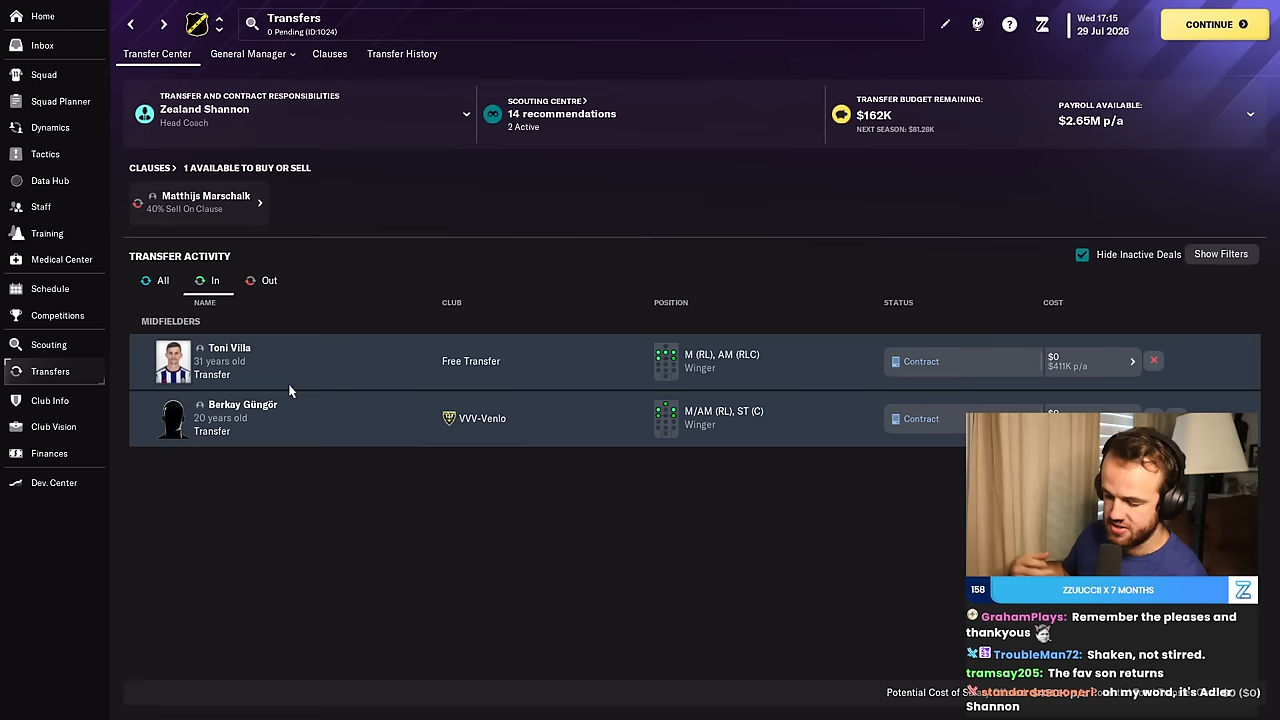 Home
Inbox
Squad
Squad Planner
Dynamics
Tactics
Data Hub
Staff
Training
Medical Center
Schedule
Competitions
Scouting
Transfers
Club Info
Club Vision
Finances
Dev. Center
Transfers
0 Pending (ID:1024)
Wed 17:15
29 Jul 2026
CONTINUE
Transfer Center
General Manager
Clauses
Transfer History
TRANSFER AND CONTRACT RESPONSIBILITIES
Zealand Shannon
Head Coach
SCOUTING CENTRE
14 recommendations
2 Active
TRANSFER BUDGET REMAINING:
$162K
NEXT SEASON: $81.28K
PAYROLL AVAILABLE:
$2.65M p/a
CLAUSES 1 AVAILABLE TO BUY OR SELL
Matthijs Marschalk
40% Sell On Clause
TRANSFER ACTIVITY
Hide Inactive Deals
Show Filters
All
In
Out
NAME CLUB POSITION STATUS COST
MIDFIELDERS
Toni Villa
31 years old
Transfer
Free Transfer
M (RL), AM (RLC)
Winger
Contract
$0
$411K p/a
Berkay Güngör
20 years old
Transfer
VVV-Venlo
M/AM (RL), ST (C)
Winger
Contract
$0
158 ZZUUCCII X 7 MONTHS
GrahamPlays: Remember the pleases and
thankyous
TroubleMan72: Shaken, not stirred.
tramsay205: The fav son returns
oh my word, it's Adler
Shannon
Potential Cost of
($0)